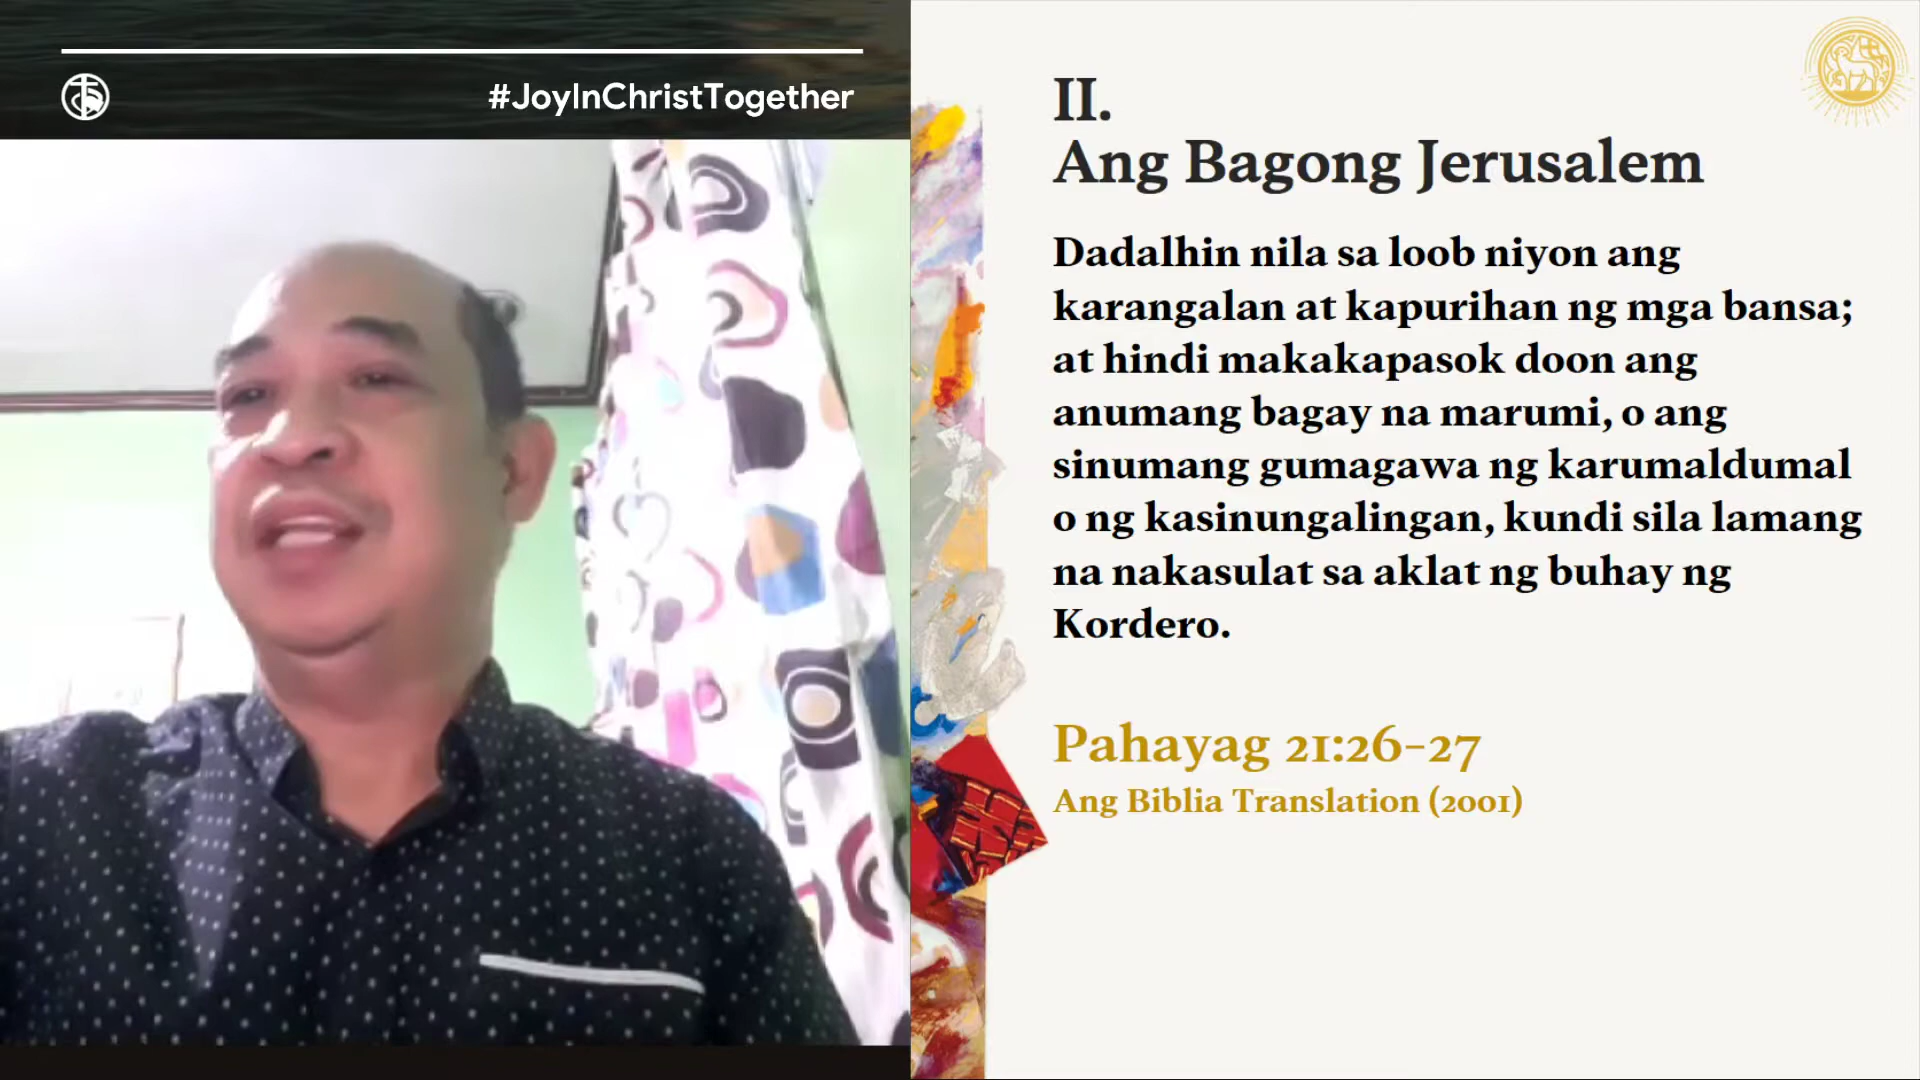 #JoyInChristTogether
II.
Ang Bagong Jerusalem
Dadalhin nila sa loob niyon ang
karangalan at kapurihan ng mga bansa;
at hindi makakapasok doon ang
anumang bagay na marumi, o ang
sinumang gumagawa ng karumaldumal
o ng kasinungalingan, kundi sila lamang
na nakasulat sa aklat ng buhay ng
Kordero.
Pahayag 21:26-27
Ang Biblia Translation (2001)